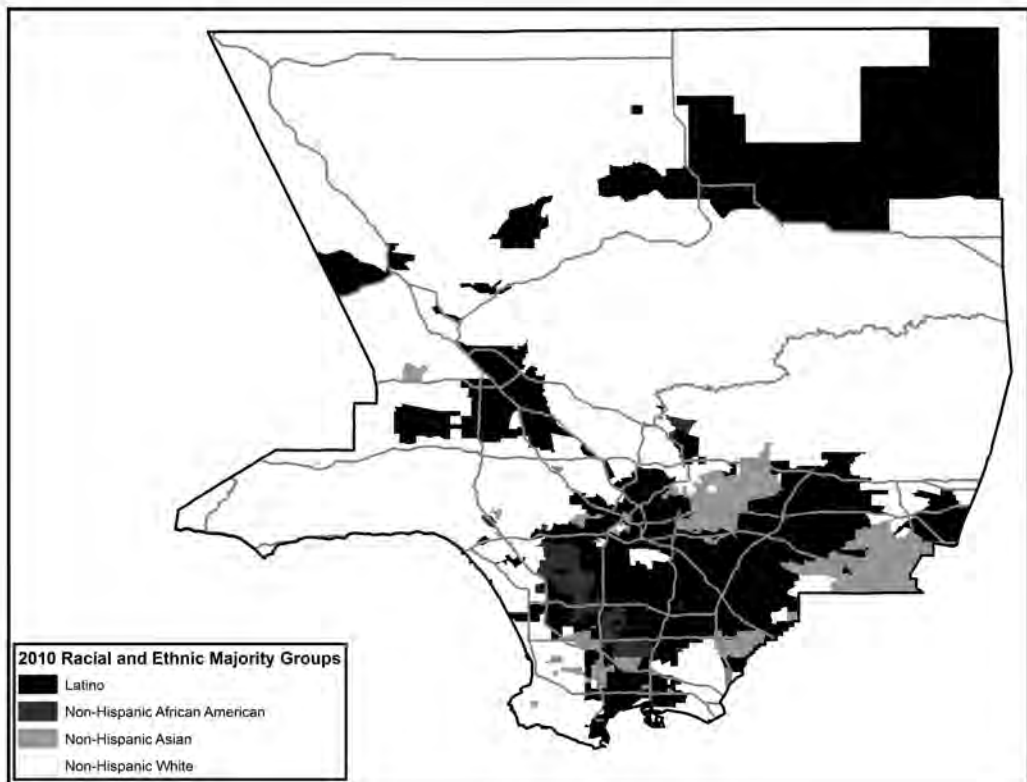 2010 Racial and Ethnic Majority Groups
Latino
Non-Hispanic African American
Non-Hispanic Asian
Non-Hispanic White